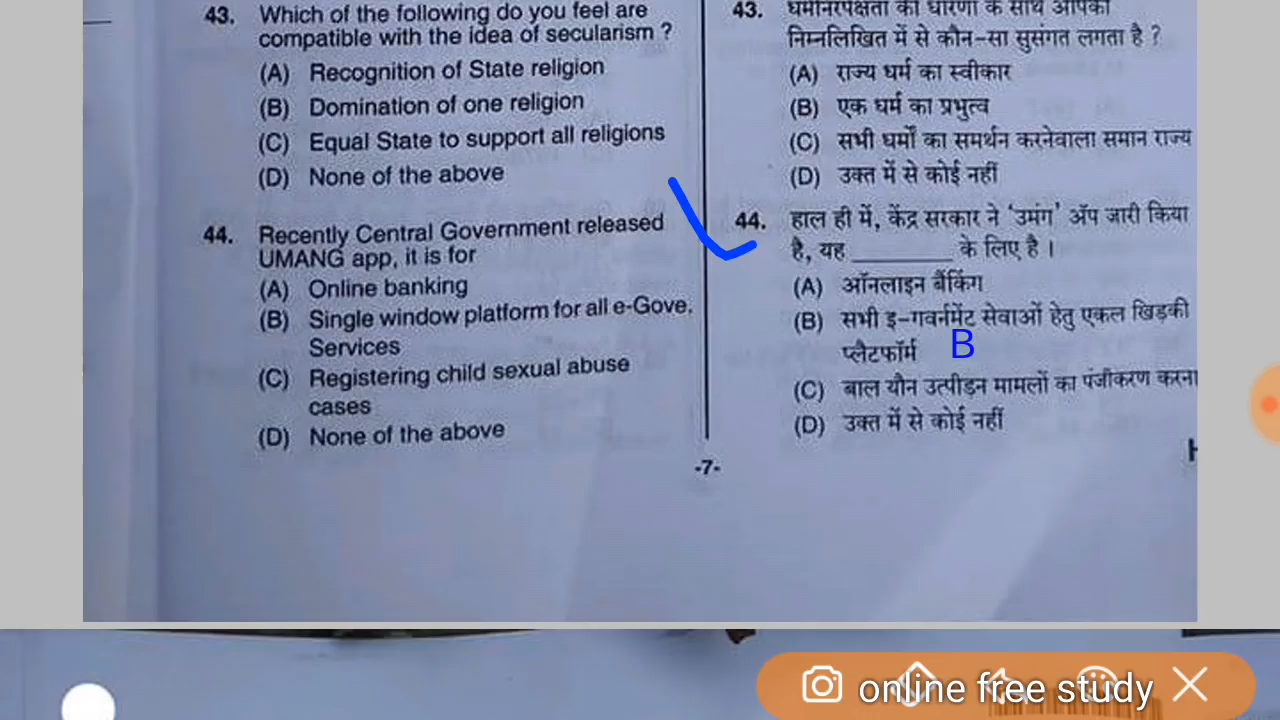 43. Which of the following do you feel are
compatible with the idea of secularism ?
(A) Recognition of State religion
(B) Domination of one religion
(C) Equal State to support all religions
(D) None of the above
44. Recently Central Government released
UMANG app, it is for
(A) Online banking
(B) Single window platform for all e-Gove.
Services
(C) Registering child sexual abuse
cases
(D) None of the above
43. धर्मनिरपेक्षता की धारणा के साथ आपको
निम्नलिखित में से कौन-सा सुसंगत लगता है ?
(A) राज्य धर्म का स्वीकार
(B) एक धर्म का प्रभुत्व
(C) सभी धर्मों का समर्थन करनेवाला समान राज्य
(D) उक्त में से कोई नहीं
44. हाल ही में, केंद्र सरकार ने ‘उमंग’ ॲप जारी किया
है, यह ________ के लिए है ।
(A) ऑनलाइन बैंकिंग
(B) सभी इ-गवर्नमेंट सेवाओं हेतु एकल खिड़की
प्लैटफॉर्म B
(C) बाल यौन उत्पीड़न मामलों का पंजीकरण करना
(D) उक्त में से कोई नहीं
-7-
online free study